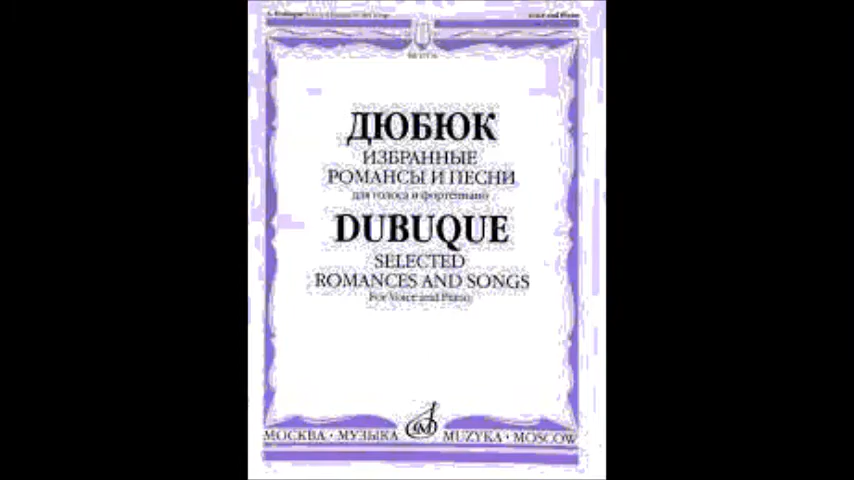 ДЮБЮК
ИЗБРАННЫЕ
РОМАНСЫ И ПЕСНИ
для голоса и фортепиано
DUBUQUE
SELECTED
ROMANCES AND SONGS
For Voice and Piano
МОСКВА · МУЗЫКА MUZYKA · MOSCOW